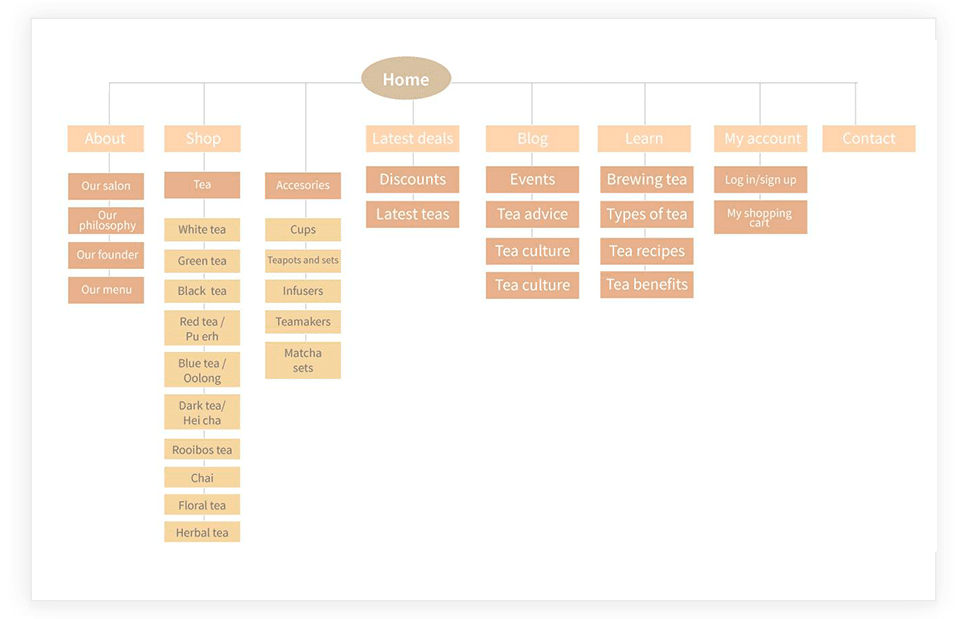 Home
About
Shop
Latest deals
Blog
Learn
My account
Contact
Our salon
Our
philosophy
Our founder
Our menu
Tea
White tea
Green tea
Black tea
Red tea /
Pu erh
Blue tea /
Oolong
Dark tea/
Hei cha
Rooibos tea
Chai
Floral tea
Herbal tea
Accesories
Cups
Teapots and sets
Infusers
Teamakers
Matcha
sets
Discounts
Latest teas
Events
Tea advice
Tea culture
Tea culture
Brewing tea
Types of tea
Tea recipes
Tea benefits
Log in/sign up
My shopping
cart